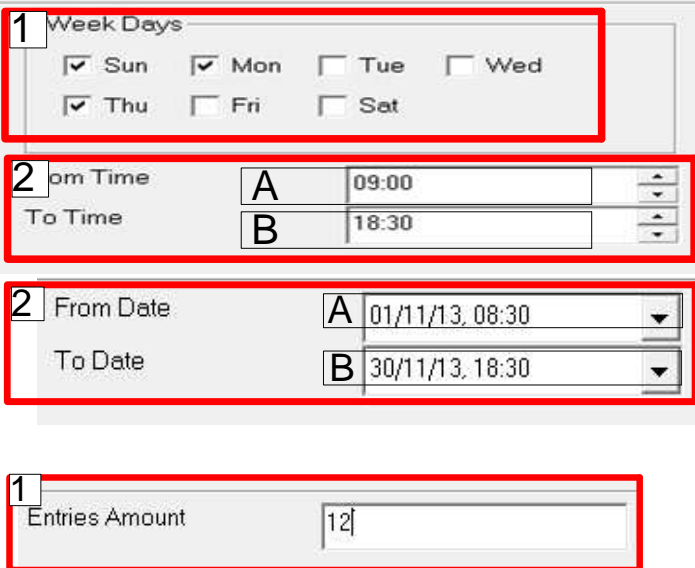 1 Week Days
Sun Mon Tue Wed
Thu Fri Sat
2 om Time A 09:00
To Time B 18:30
2 From Date A 01/11/13, 08:30
To Date B 30/11/13, 18:30
1
Entries Amount 12